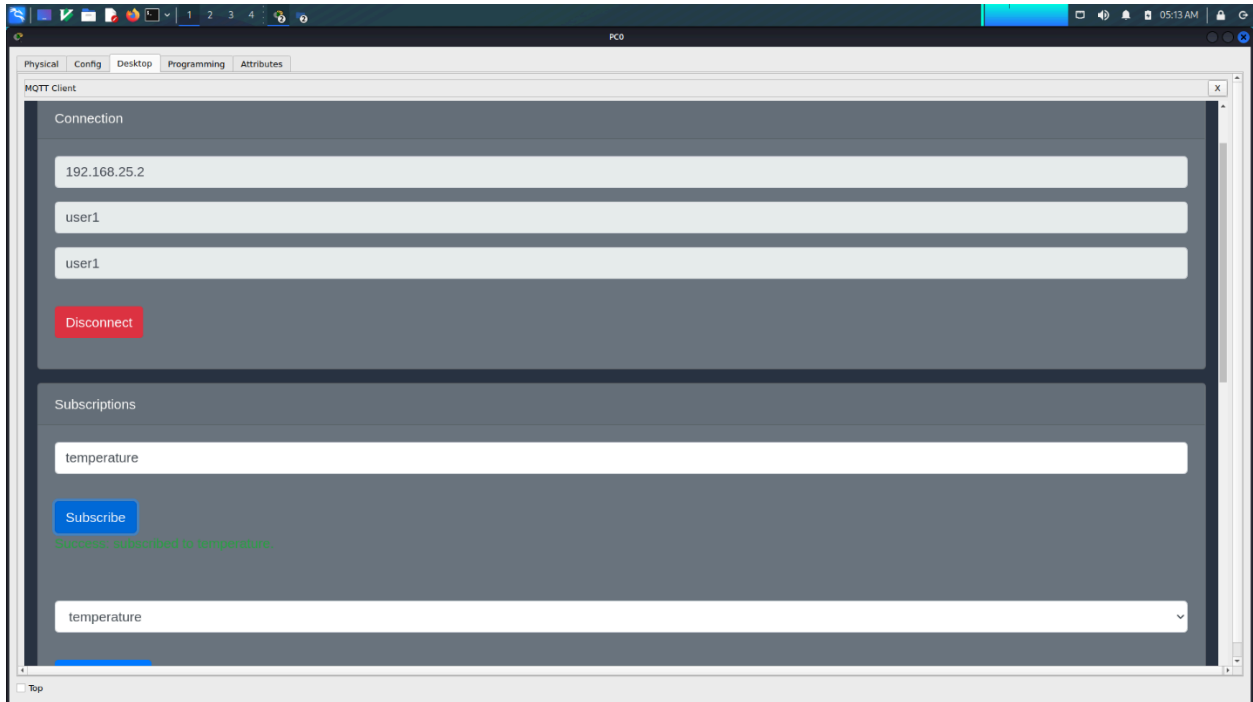 1 2 3 4
05:13 AM
PC0
Physical Config Desktop Programming Attributes
MQTT Client
X
Connection
192.168.25.2
user1
user1
Disconnect
Subscriptions
temperature
Subscribe
temperature
Top